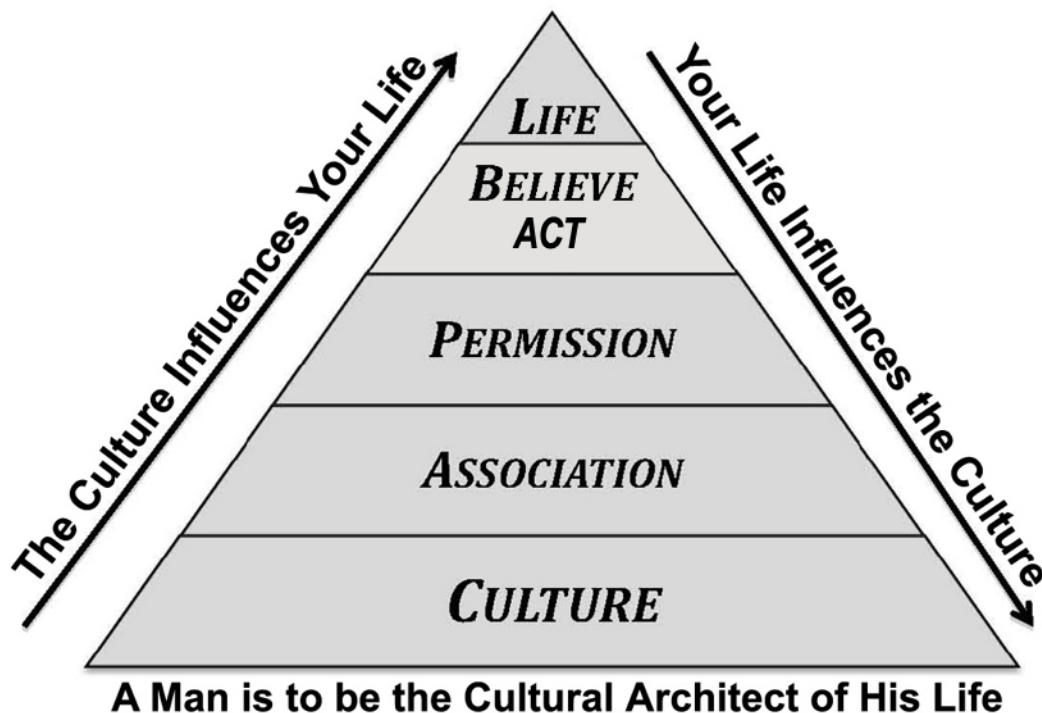 The Culture Influences Your Life
Your Life Influences the Culture
LIFE
BELIEVE
ACT
PERMISSION
ASSOCIATION
CULTURE
A Man is to be the Cultural Architect of His Life